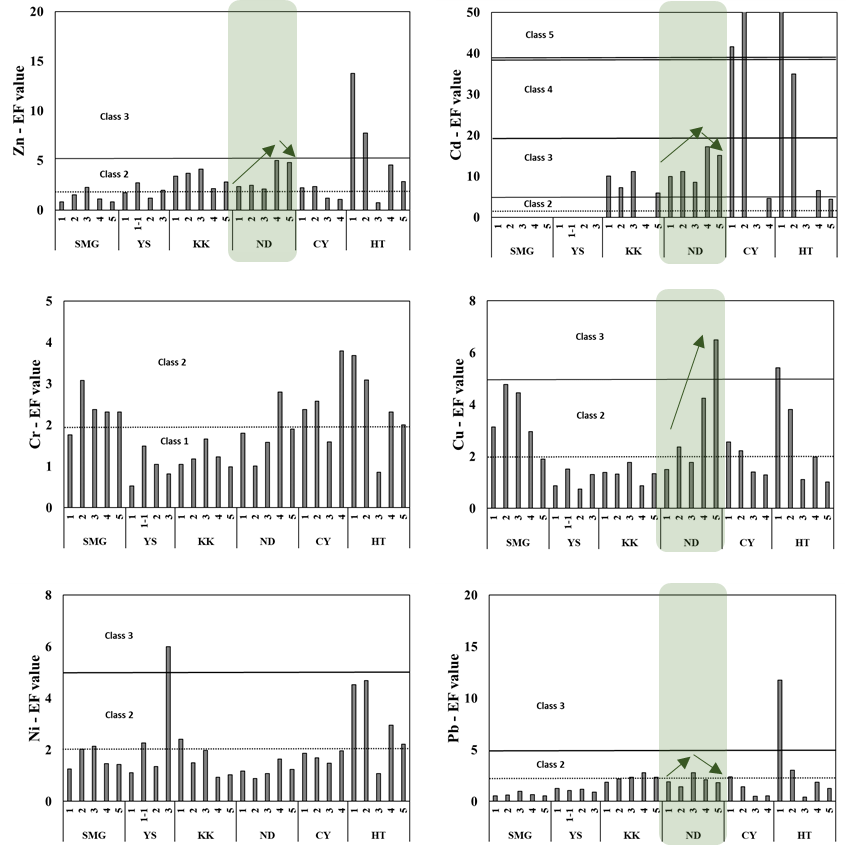 Zn - EF value
20
15
10
5
0
Class 3
Class 2
1 2 3 4 5 1 1-1 2 3 1 2 3 4 5 1 2 3 4 5 1 2 3 4 1 2 3 4 5
SMG YS KK ND CY HT
Cd - EF value
50
40
30
20
10
0
Class 5
Class 4
Class 3
Class 2
1 2 3 4 5 1 1-1 2 3 1 2 3 4 5 1 2 3 4 5 1 2 3 4 1 2 3 4 5
SMG YS KK ND CY HT
Cr - EF value
5
4
3
2
1
0
Class 2
Class 1
1 2 3 4 5 1 1-1 2 3 1 2 3 4 5 1 2 3 4 5 1 2 3 4 1 2 3 4 5
SMG YS KK ND CY HT
Cu - EF value
8
6
4
2
0
Class 3
Class 2
1 2 3 4 5 1 1-1 2 3 1 2 3 4 5 1 2 3 4 5 1 2 3 4 1 2 3 4 5
SMG YS KK ND CY HT
Ni - EF value
8
6
4
2
0
Class 3
Class 2
1 2 3 4 5 1 1-1 2 3 1 2 3 4 5 1 2 3 4 5 1 2 3 4 1 2 3 4 5
SMG YS KK ND CY HT
Pb - EF value
20
15
10
5
0
Class 3
Class 2
1 2 3 4 5 1 1-1 2 3 1 2 3 4 5 1 2 3 4 5 1 2 3 4 1 2 3 4 5
SMG YS KK ND CY HT